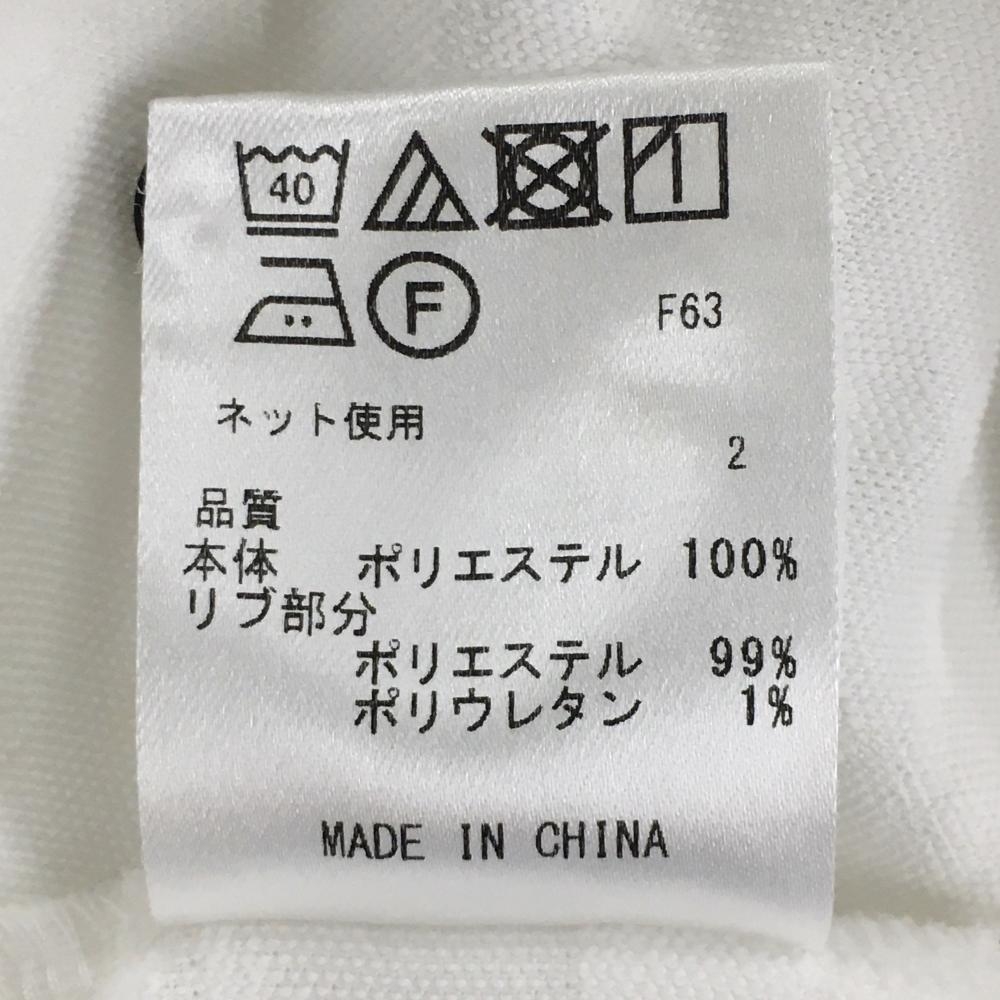 40
F F63
ネット使用
2
品質
本体 ポリエステル 100%
リブ部分
ポリエステル 99%
ポリウレタン 1%
MADE IN CHINA